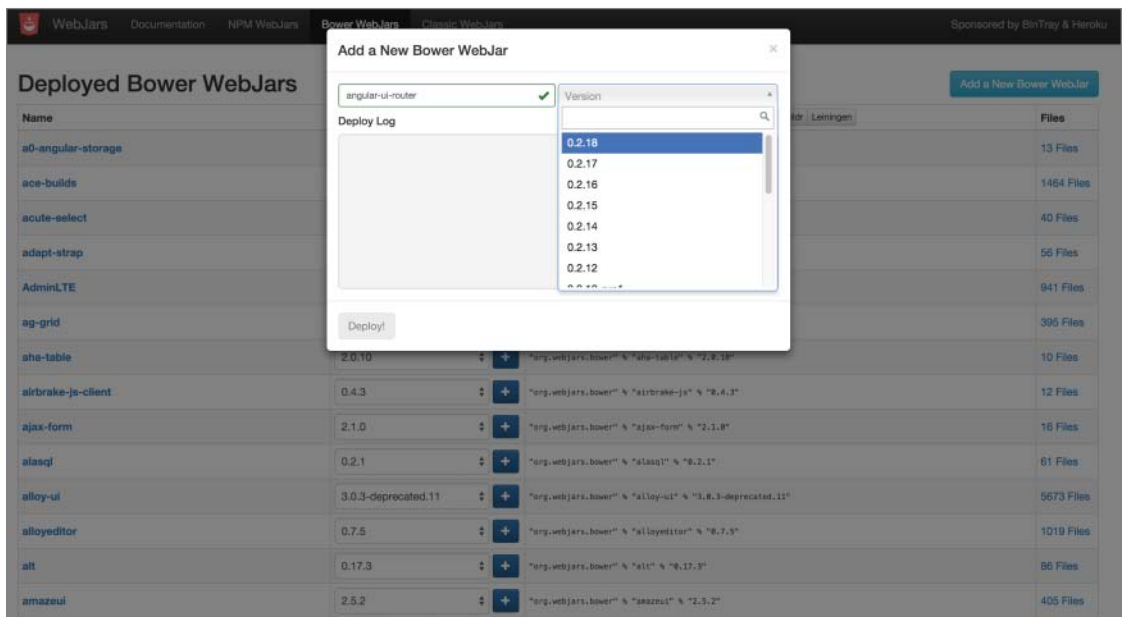 WebJars Documentation NPM WebJars Bower WebJars Classic WebJars Sponsored by BinTray & Heroku
Add a New Bower WebJar ×
Deployed Bower WebJars Add a New Bower WebJar
angular-ui-router Version
Name Leiningen Files
Deploy Log
0.2.18
0.2.17
0.2.16
0.2.15
0.2.14
0.2.13
0.2.12
a0-angular-storage 13 Files
ace-builds 1464 Files
acute-select 40 Files
adapt-strap 56 Files
AdminLTE 941 Files
ag-grid 395 Files
Deploy!
aha-table 2.0.10 "org.webjars.bower" % "aha-table" % "2.0.10" 10 Files
airbrake-js-client 0.4.3 "org.webjars.bower" % "airbrake-js" % "0.4.3" 12 Files
ajax-form 2.1.0 "org.webjars.bower" % "ajax-form" % "2.1.0" 16 Files
alasql 0.2.1 "org.webjars.bower" % "alasql" % "0.2.1" 61 Files
alloy-ui 3.0.3-deprecated.11 "org.webjars.bower" % "alloy-ui" % "3.0.3-deprecated.11" 5673 Files
alloyeditor 0.7.5 "org.webjars.bower" % "alloyeditor" % "0.7.5" 1019 Files
alt 0.17.3 "org.webjars.bower" % "alt" % "0.17.3" 86 Files
amazeui 2.5.2 "org.webjars.bower" % "amazeui" % "2.5.2" 405 Files